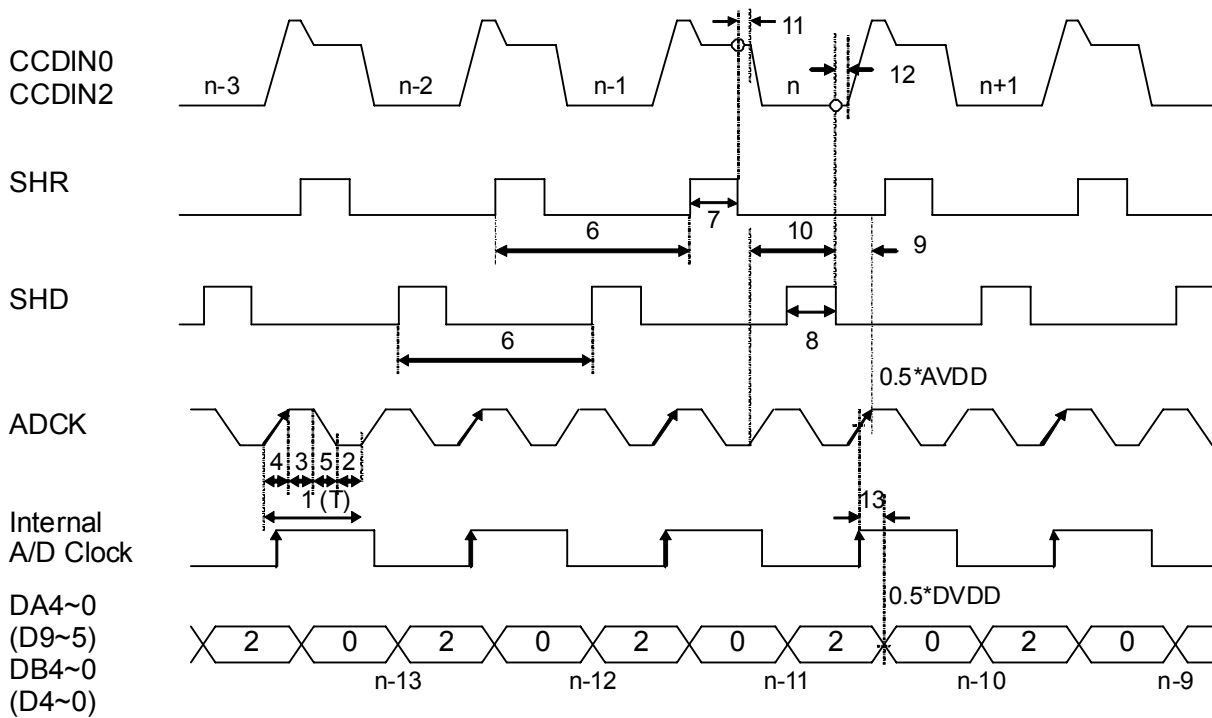 11
CCDIN0
CCDIN2
n-3
n-2
n-1
n
12
n+1
SHR
7
6
10
9
SHD
8
6
0.5*AVDD
ADCK
4 3 5 2
1 (T)
13
Internal
A/D Clock
0.5*DVDD
DA4~0
(D9~5)
DB4~0
(D4~0)
2 0 2 0 2 0 2 0 2 0
n-13 n-12 n-11 n-10 n-9